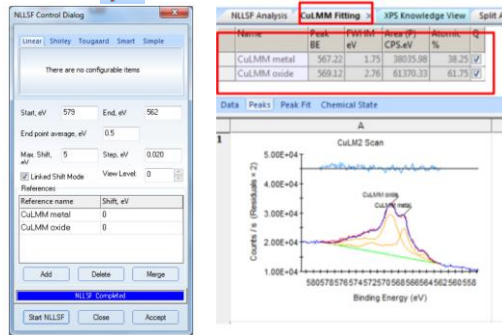 NLLSF Control Dialog
Linear Shirley Tougaard Smart Simple
There are no configurable items
Start, eV 579 End, eV 562
End point average, eV 0.5
Max. Shift, eV 5 Step, eV 0.020
Linked Shift Mode View Level: 0
References
Reference name Shift, eV
CuLMM metal 0
CuLMM oxide 0
Add Delete Merge
NLLSF Completed
Start NLLSF Close Accept
NLLSF Analysis CuLMM Fitting × XPS Knowledge View Split A
Name Peak BE FWHM eV Area (P) CPS.eV Atomic % Q
CuLMM metal 567.22 1.75 38035.98 38.25
CuLMM oxide 569.12 2.76 61370.33 61.75
Data Peaks Peak Fit Chemical State
A
1
CuLM2 Scan
5.00E+04
4.00E+04
3.00E+04
2.00E+04
1.00E+04
Counts / s (Residuals × 2)
CuLMM oxide
CuLMM metal
580578576574572570568566564562560558
Binding Energy (eV)